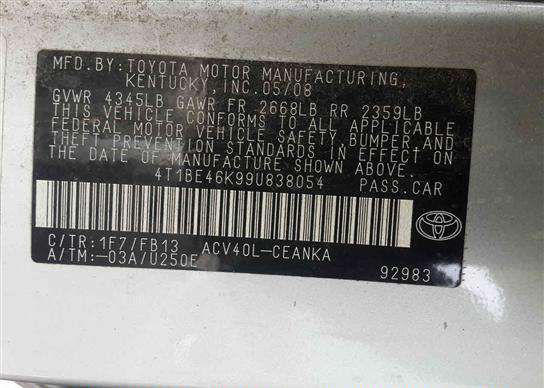 MFD.BY:TOYOTA MOTOR MANUFACTURING,
KENTUCKY, INC.05/08
GVWR 4345LB GAWR FR 2668LB RR 2359LB
THIS VEHICLE CONFORMS TO ALL APPLICABLE
FEDERAL MOTOR VEHICLE SAFETY, BUMPER, AND
THEFT PREVENTION STANDARDS IN EFFECT ON
THE DATE OF MANUFACTURE SHOWN ABOVE.
4T1BE46K99U838054 PASS.CAR
C/TR:1F7/FB13 ACV40L-CEANKA
A/TM:-03A/U250E
92983